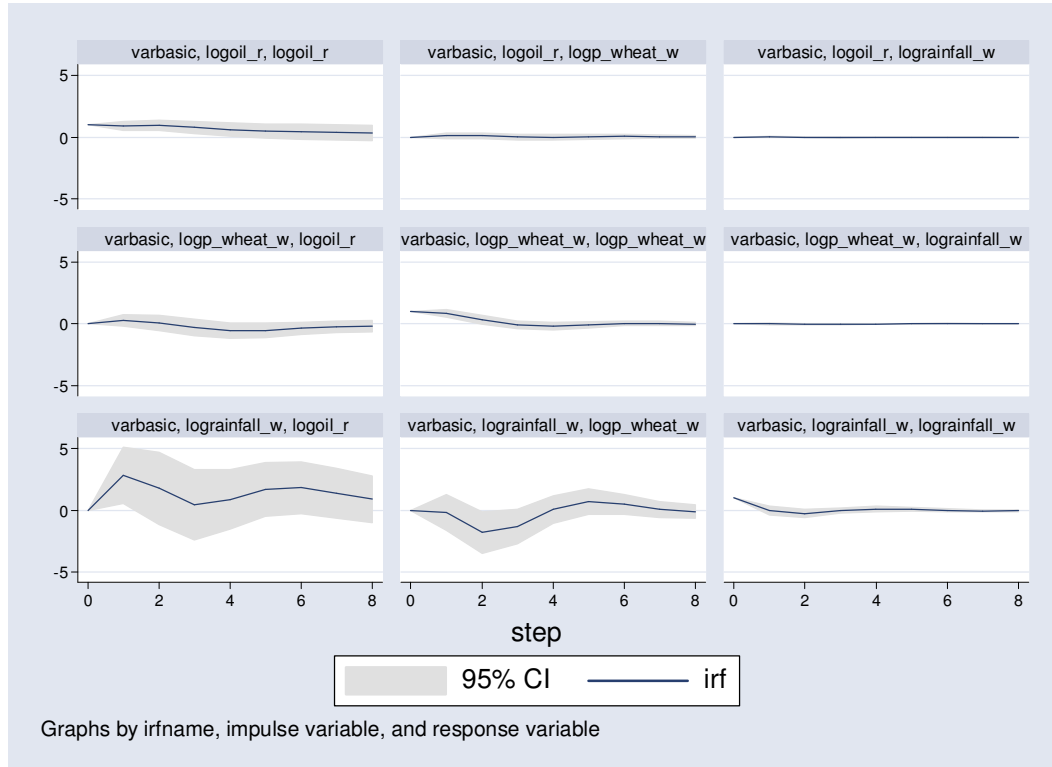 varbasic, logoil_r, logoil_r
varbasic, logoil_r, logp_wheat_w
varbasic, logoil_r, lograinfall_w
5
0
-5
varbasic, logp_wheat_w, logoil_r
varbasic, logp_wheat_w, logp_wheat_w
varbasic, logp_wheat_w, lograinfall_w
5
0
-5
varbasic, lograinfall_w, logoil_r
varbasic, lograinfall_w, logp_wheat_w
varbasic, lograinfall_w, lograinfall_w
5
0
-5
0 2 4 6 8
0 2 4 6 8
0 2 4 6 8
step
95% CI irf
Graphs by irfname, impulse variable, and response variable